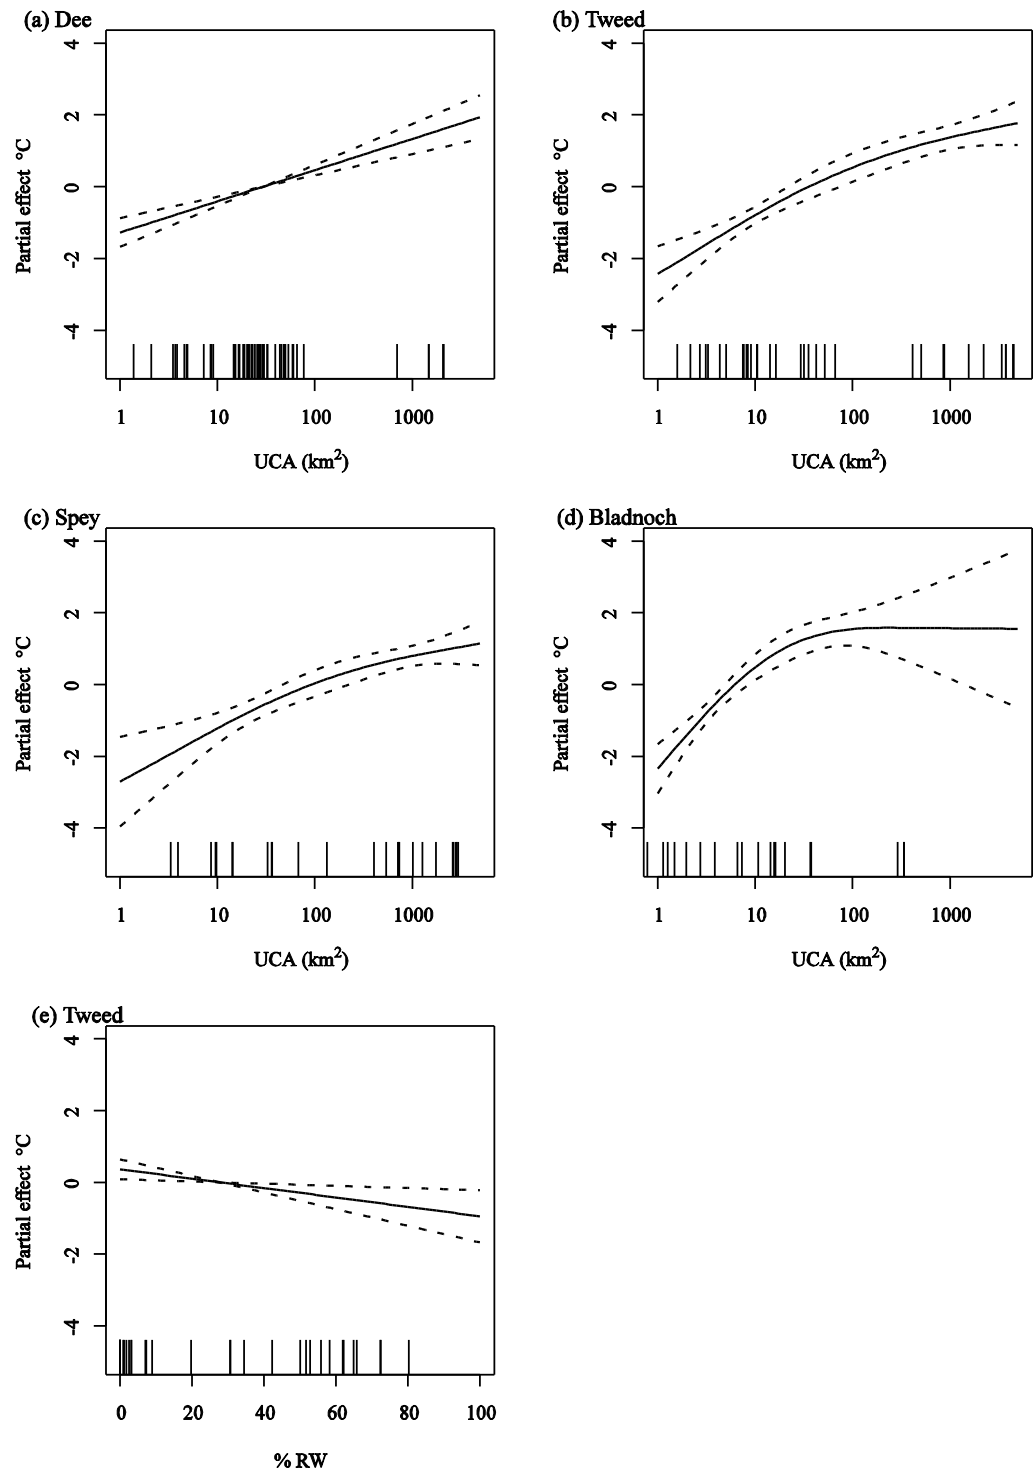 (a) Dee
Partial effect °C
4
2
0
-2
-4
1 10 100 1000
UCA (km²)
(b) Tweed
Partial effect °C
4
2
0
-2
-4
1 10 100 1000
UCA (km²)
(c) Spey
Partial effect °C
4
2
0
-2
-4
1 10 100 1000
UCA (km²)
(d) Bladnoch
Partial effect °C
4
2
0
-2
-4
1 10 100 1000
UCA (km²)
(e) Tweed
Partial effect °C
4
2
0
-2
-4
0 20 40 60 80 100
% RW